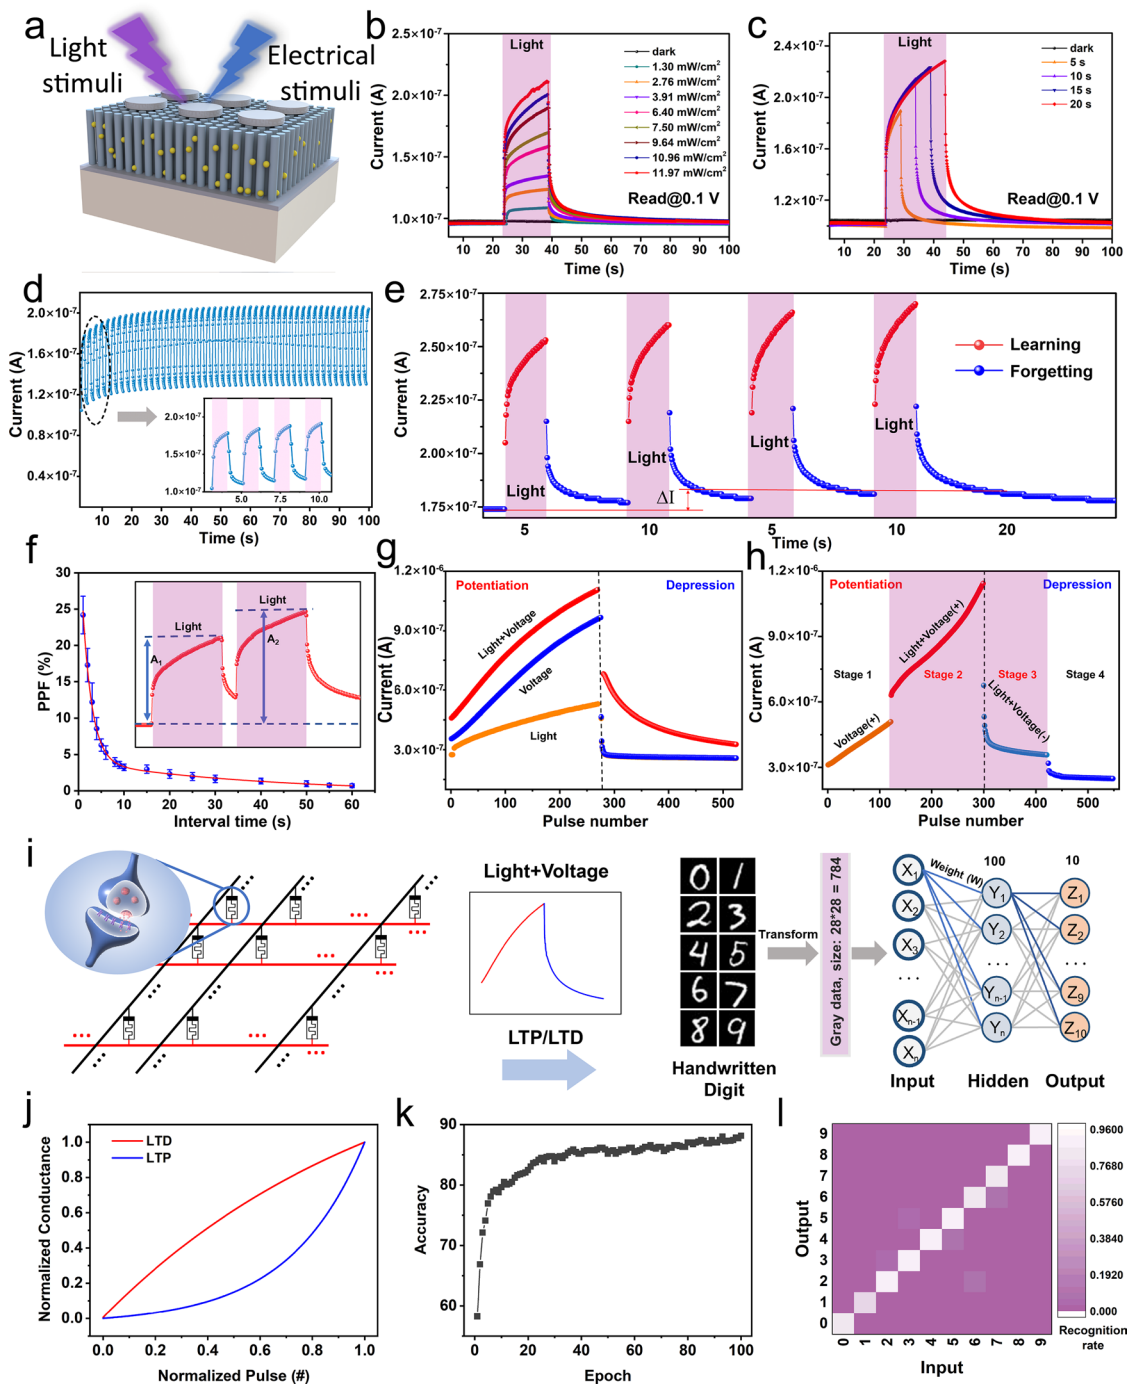 a
Light
stimuli
Electrical
stimuli
b
Current (A)
2.5×10⁻⁷
2.0×10⁻⁷
1.5×10⁻⁷
1.0×10⁻⁷
Light
dark
1.30 mW/cm²
2.76 mW/cm²
3.91 mW/cm²
6.40 mW/cm²
7.50 mW/cm²
9.64 mW/cm²
10.96 mW/cm²
11.97 mW/cm²
Read@0.1 V
10 20 30 40 50 60 70 80 90 100
Time (s)
c
Current (A)
2.4×10⁻⁷
2.0×10⁻⁷
1.6×10⁻⁷
1.2×10⁻⁷
Light
dark
5 s
10 s
15 s
20 s
Read@0.1 V
10 20 30 40 50 60 70 80 90 100
Time (s)
d
Current (A)
2.0×10⁻⁷
1.6×10⁻⁷
1.2×10⁻⁷
8.0×10⁻⁸
4.0×10⁻⁸
2.0×10⁻⁷
1.5×10⁻⁷
1.0×10⁻⁷
5.0 7.5 10.0
10 20 30 40 50 60 70 80 90 100
Time (s)
e
Current (A)
2.75×10⁻⁷
2.50×10⁻⁷
2.25×10⁻⁷
2.00×10⁻⁷
1.75×10⁻⁷
Learning
Forgetting
Light
Light
Light
Light
ΔI
5 10 5 10 20
Time (s)
f
PPF (%)
30
25
20
15
10
5
0
Light
Light
A₁
A₂
0 10 20 30 40 50 60
Interval time (s)
g
Current (A)
1.2×10⁻⁶
9.0×10⁻⁷
6.0×10⁻⁷
3.0×10⁻⁷
Potentiation
Depression
Light+Voltage
Voltage
Light
0 100 200 300 400 500
Pulse number
h
Current (A)
1.2×10⁻⁶
9.0×10⁻⁷
6.0×10⁻⁷
3.0×10⁻⁷
Potentiation
Depression
Light+Voltage(+)
Stage 1
Stage 2
Stage 3
Stage 4
Voltage(+)
Light+Voltage(-)
0 100 200 300 400 500
Pulse number
i
Light+Voltage
LTP/LTD
0 1
2 3
4 5
6 7
8 9
Handwritten
Digit
Transform
Gray data, size: 28*28 = 784
Weight (W)
100
10
X₁
X₂
X₃
...
Xₙ₋₁
Xₙ
Y₁
Y₂
...
Yₙ₋₁
Yₙ
Z₁
Z₂
...
Z₉
Z₁₀
Input Hidden Output
j
Normalized Conductance
LTD
LTP
1.0
0.8
0.6
0.4
0.2
0.0
0.0 0.2 0.4 0.6 0.8 1.0
Normalized Pulse (#)
k
Accuracy
90
85
80
75
70
65
60
0 20 40 60 80 100
Epoch
l
Output
9
8
7
6
5
4
3
2
1
0
0 1 2 3 4 5 6 7 8 9
Input
0.9600
0.7680
0.5760
0.3840
0.1920
0.000
Recognition
rate